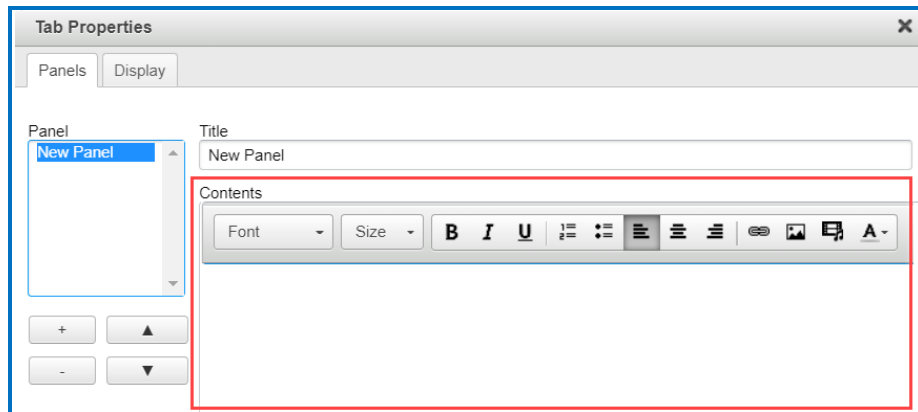 Tab Properties
Panels Display
Panel
New Panel
Title
New Panel
Contents
Font Size B I U A
+
-